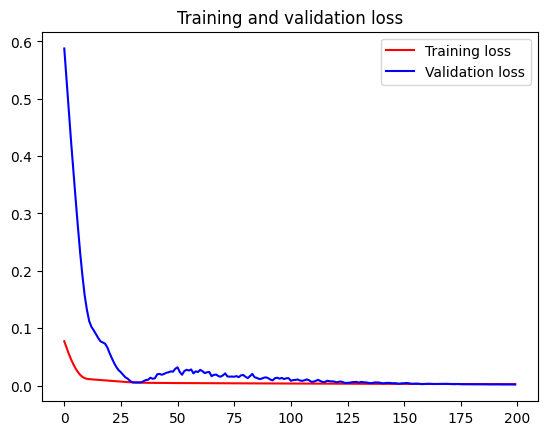 Training and validation loss
Training loss
Validation loss
0.6
0.5
0.4
0.3
0.2
0.1
0.0
0 25 50 75 100 125 150 175 200